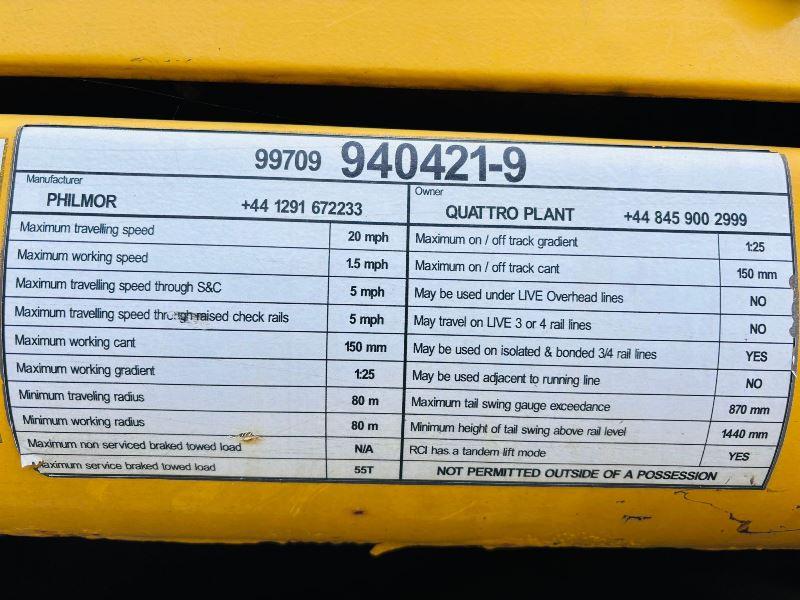 99709 940421-9
Manufacturer
PHILMOR +44 1291 672233
Maximum travelling speed 20 mph
Maximum working speed 1.5 mph
Maximum travelling speed through S&C 5 mph
Maximum travelling speed through raised check rails 5 mph
Maximum working cant 150 mm
Maximum working gradient 1:25
Minimum traveling radius 80 m
Minimum working radius 80 m
Maximum non serviced braked towed load N/A
Maximum service braked towed load 55T
Owner
QUATTRO PLANT +44 845 900 2999
Maximum on / off track gradient 1:25
Maximum on / off track cant 150 mm
May be used under LIVE Overhead lines NO
May travel on LIVE 3 or 4 rail lines NO
May be used on isolated & bonded 3/4 rail lines YES
May be used adjacent to running line NO
Maximum tail swing gauge exceedance 870 mm
Minimum height of tail swing above rail level 1440 mm
RCI has a tandem lift mode YES
NOT PERMITTED OUTSIDE OF A POSSESSION